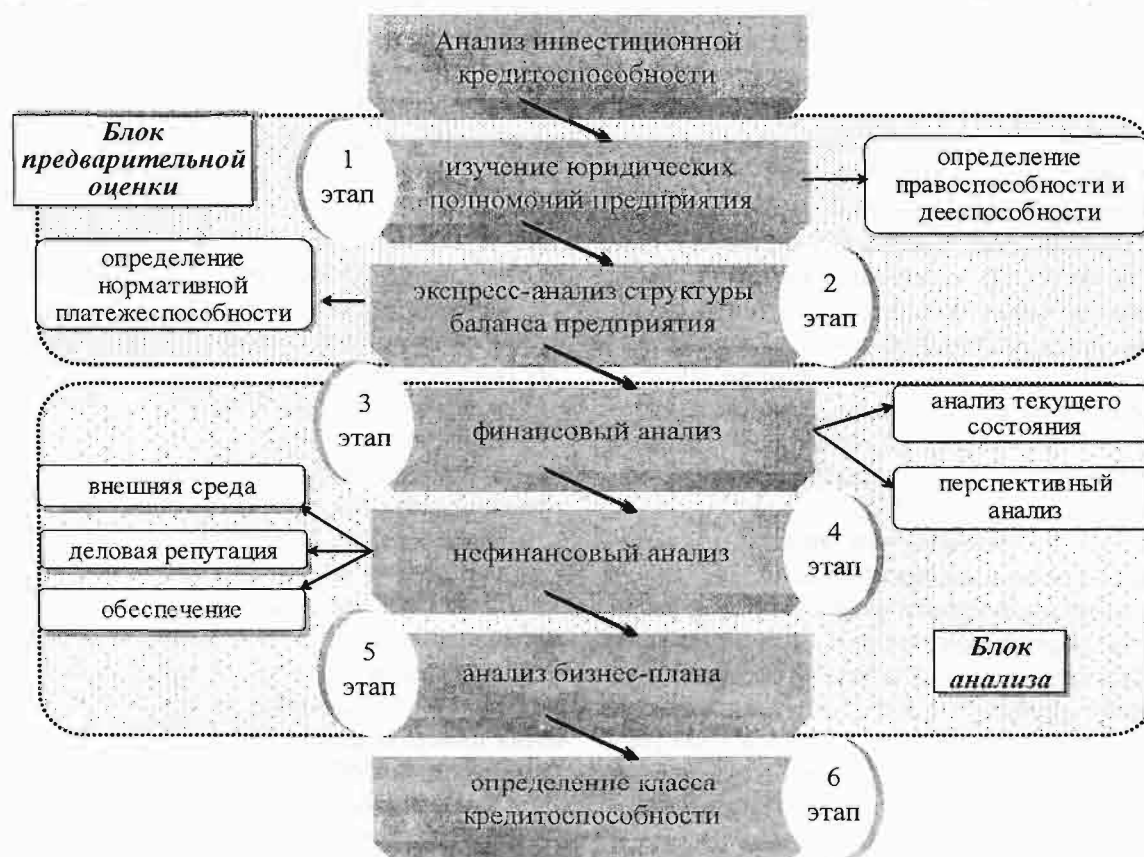 Анализ инвестиционной
кредитоспособности
Блок
предварительной
оценки
1
этап
изучение юридических
полномочий предприятия
определение
правоспособности и
дееспособности
определение
нормативной
платежеспособности
экспресс-анализ структуры
баланса предприятия
2
этап
3
этап
финансовый анализ
анализ текущего
состояния
перспективный
анализ
внешняя среда
деловая репутация
обеспечение
нефинансовый анализ
4
этап
5
этап
анализ бизнес-плана
Блок
анализа
определение класса
кредитоспособности
6
этап